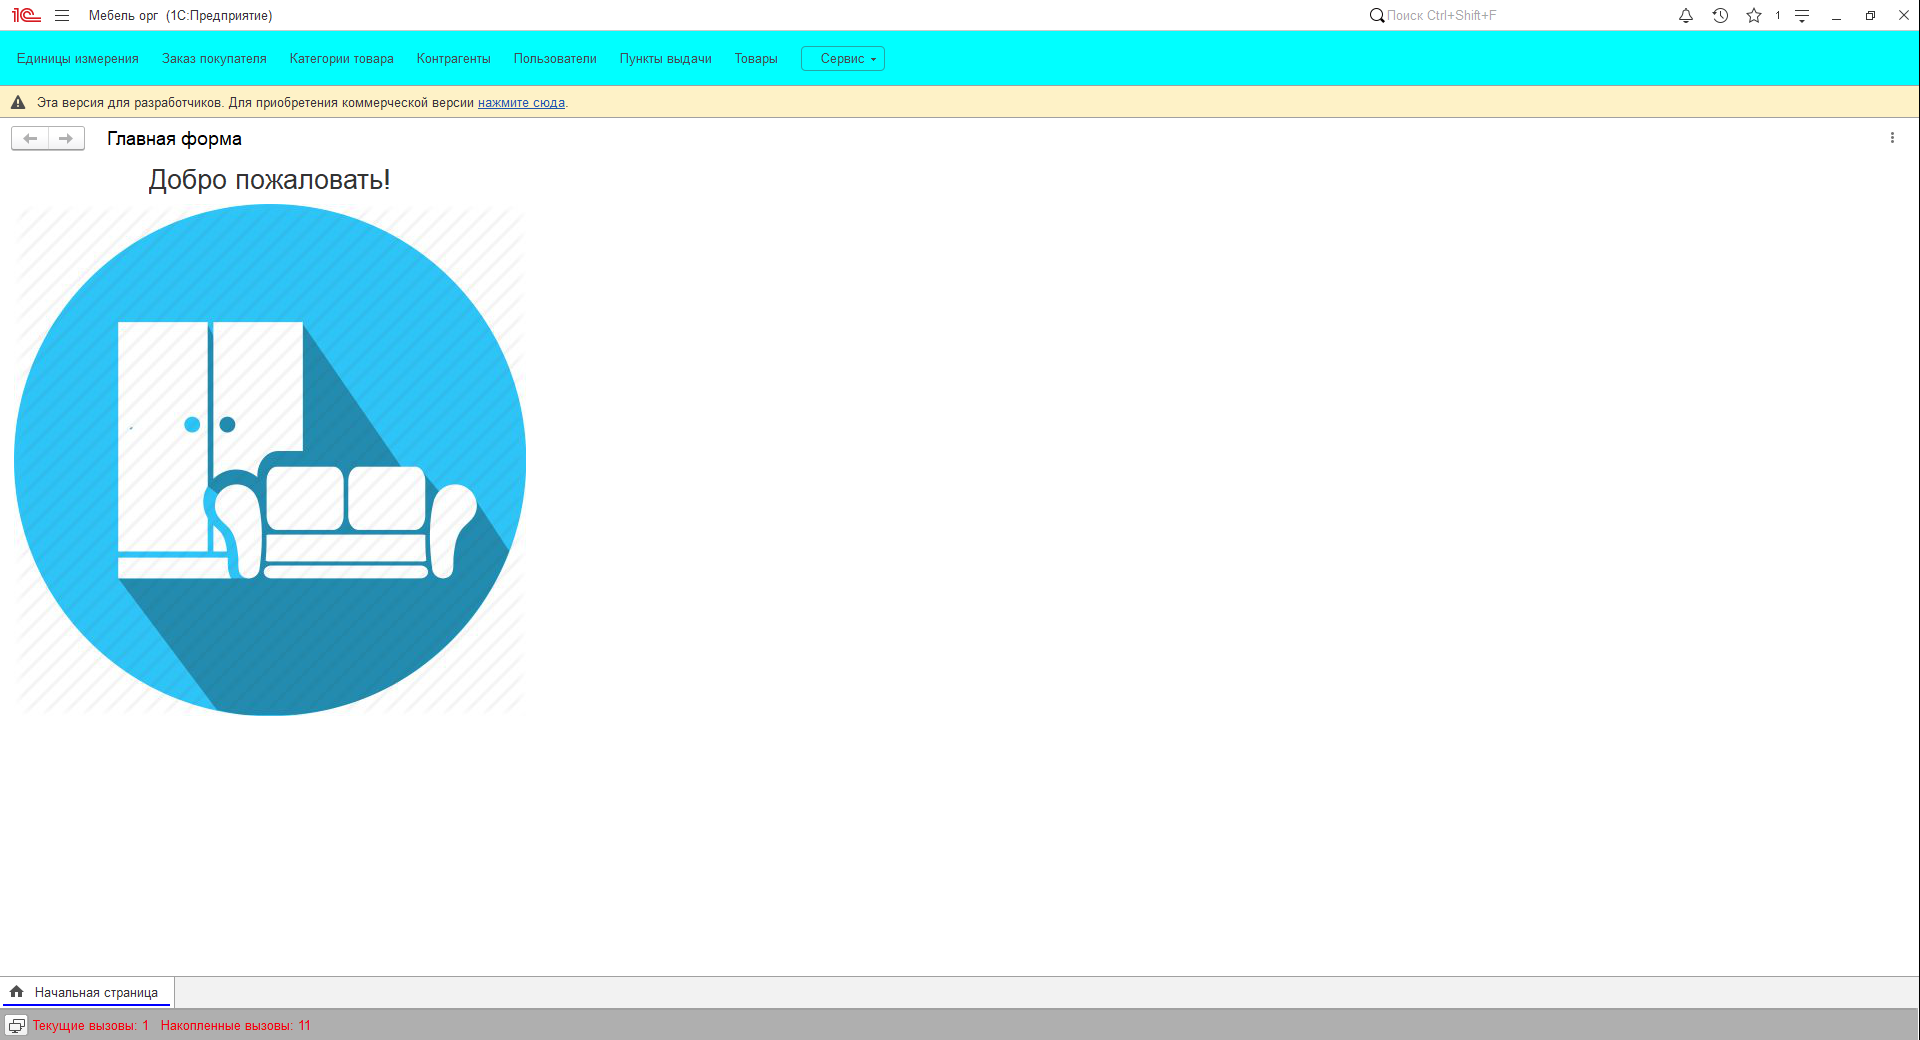 1С Мебель орг (1С:Предприятие) Поиск Ctrl+Shift+F 1
Единицы измерения Заказ покупателя Категории товара Контрагенты Пользователи Пункты выдачи Товары Сервис
Эта версия для разработчиков. Для приобретения коммерческой версии нажмите сюда.
Главная форма
Добро пожаловать!
Начальная страница
Текущие вызовы: 1 Накопленные вызовы: 11